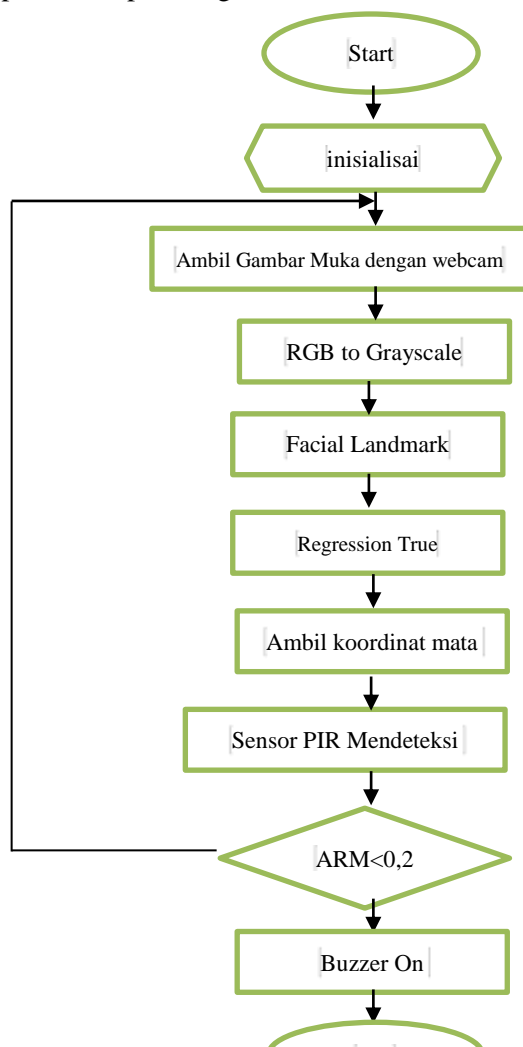 Start
inisialisai
Ambil Gambar Muka dengan webcam
RGB to Grayscale
Facial Landmark
Regression True
Ambil koordinat mata
Sensor PIR Mendeteksi
ARM<0,2
Buzzer On